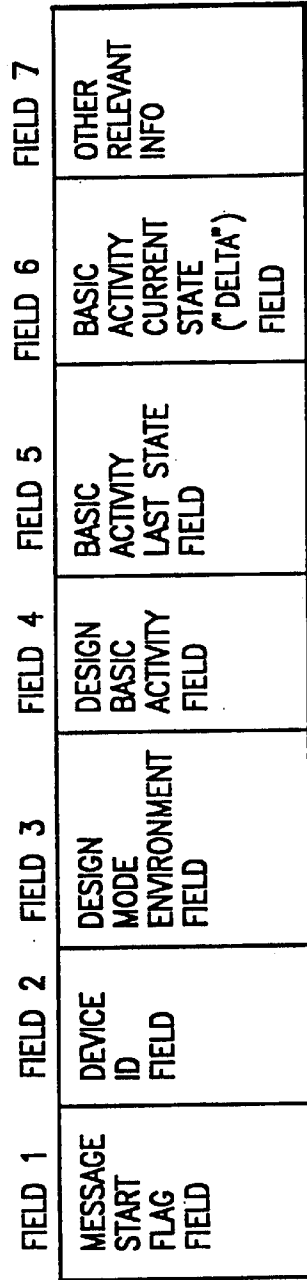 FIELD 1
FIELD 2
FIELD 3
FIELD 4
FIELD 5
FIELD 6
FIELD 7
MESSAGE
START
FLAG
FIELD
DEVICE
ID
FIELD
DESIGN
MODE
ENVIRONMENT
FIELD
DESIGN
BASIC
ACTIVITY
FIELD
BASIC
ACTIVITY
LAST STATE
FIELD
BASIC
ACTIVITY
CURRENT
STATE
("DELTA")
FIELD
OTHER
RELEVANT
INFO